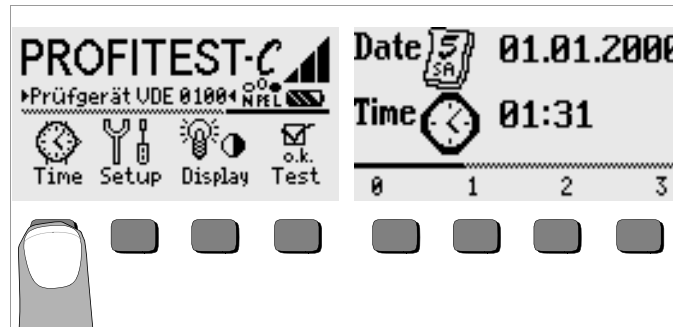 PROFITEST-C
Prüfgerät VDE 0100
N PE L
Time Setup Display o.k. Test
Date 5 SA 01.01.2000
Time 01:31
0 1 2 3